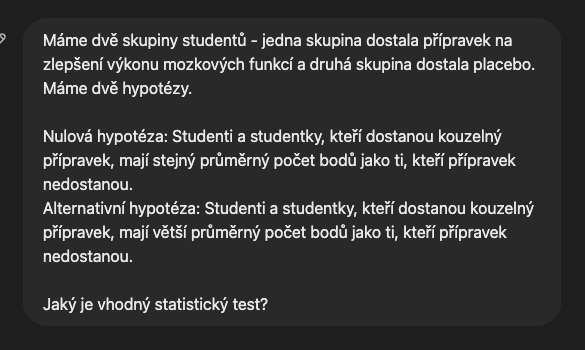 Máme dvě skupiny studentů - jedna skupina dostala přípravek na
zlepšení výkonu mozkových funkcí a druhá skupina dostala placebo.
Máme dvě hypotézy.
Nulová hypotéza: Studenti a studentky, kteří dostanou kouzelný
přípravek, mají stejný průměrný počet bodů jako ti, kteří přípravek
nedostanou.
Alternativní hypotéza: Studenti a studentky, kteří dostanou kouzelný
přípravek, mají větší průměrný počet bodů jako ti, kteří přípravek
nedostanou.
Jaký je vhodný statistický test?